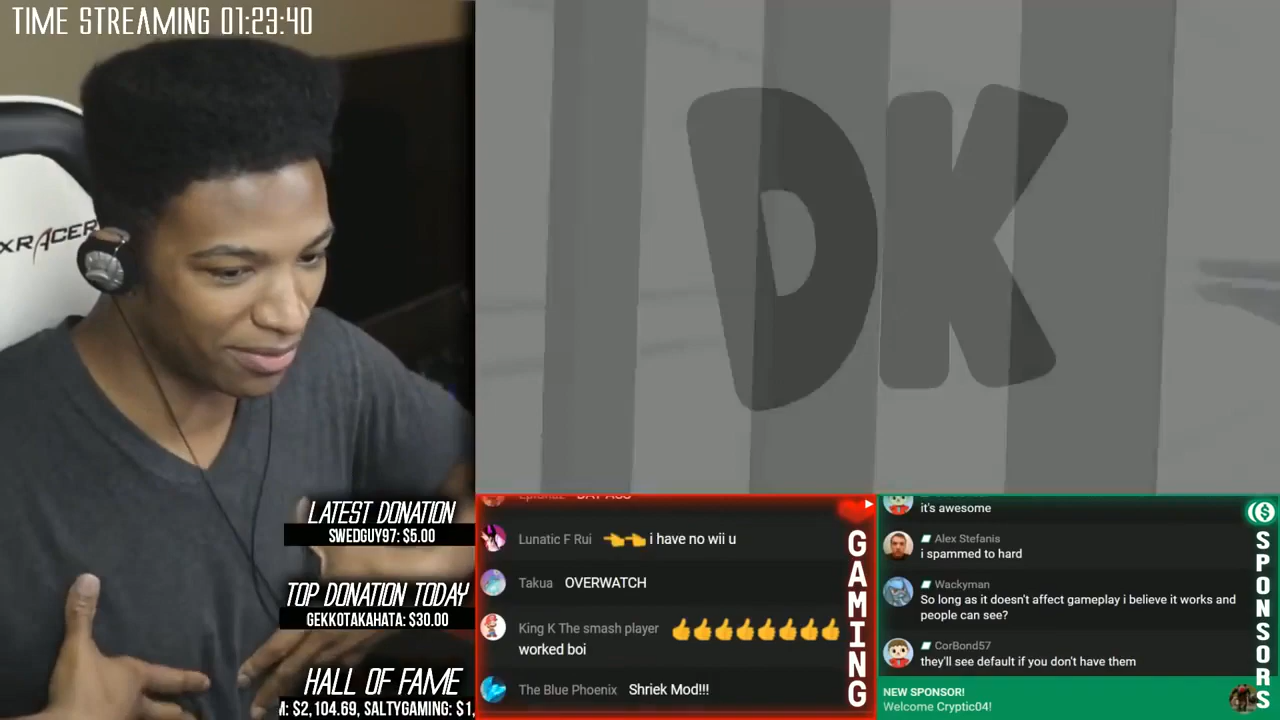 TIME STREAMING 01:23:40
XRACER
DK
LATEST DONATION
SWEDGUY97: $5.00
TOP DONATION TODAY
GEKKOTAKAHATA: $30.00
HALL OF FAME
M: $2,104.69, SALTYGAMING: $1,
Lunatic F Rui 👈👈 i have no wii u
Takua OVERWATCH
King K The smash player 👍👍👍👍👍👍👍👍
worked boi
The Blue Phoenix Shriek Mod!!!
GAMING
it's awesome
Alex Stefanis
i spammed to hard
Wackyman
So long as it doesn't affect gameplay i believe it works and
people can see?
CorBond57
they'll see default if you don't have them
NEW SPONSOR!
Welcome Cryptic04!
SPONSORS